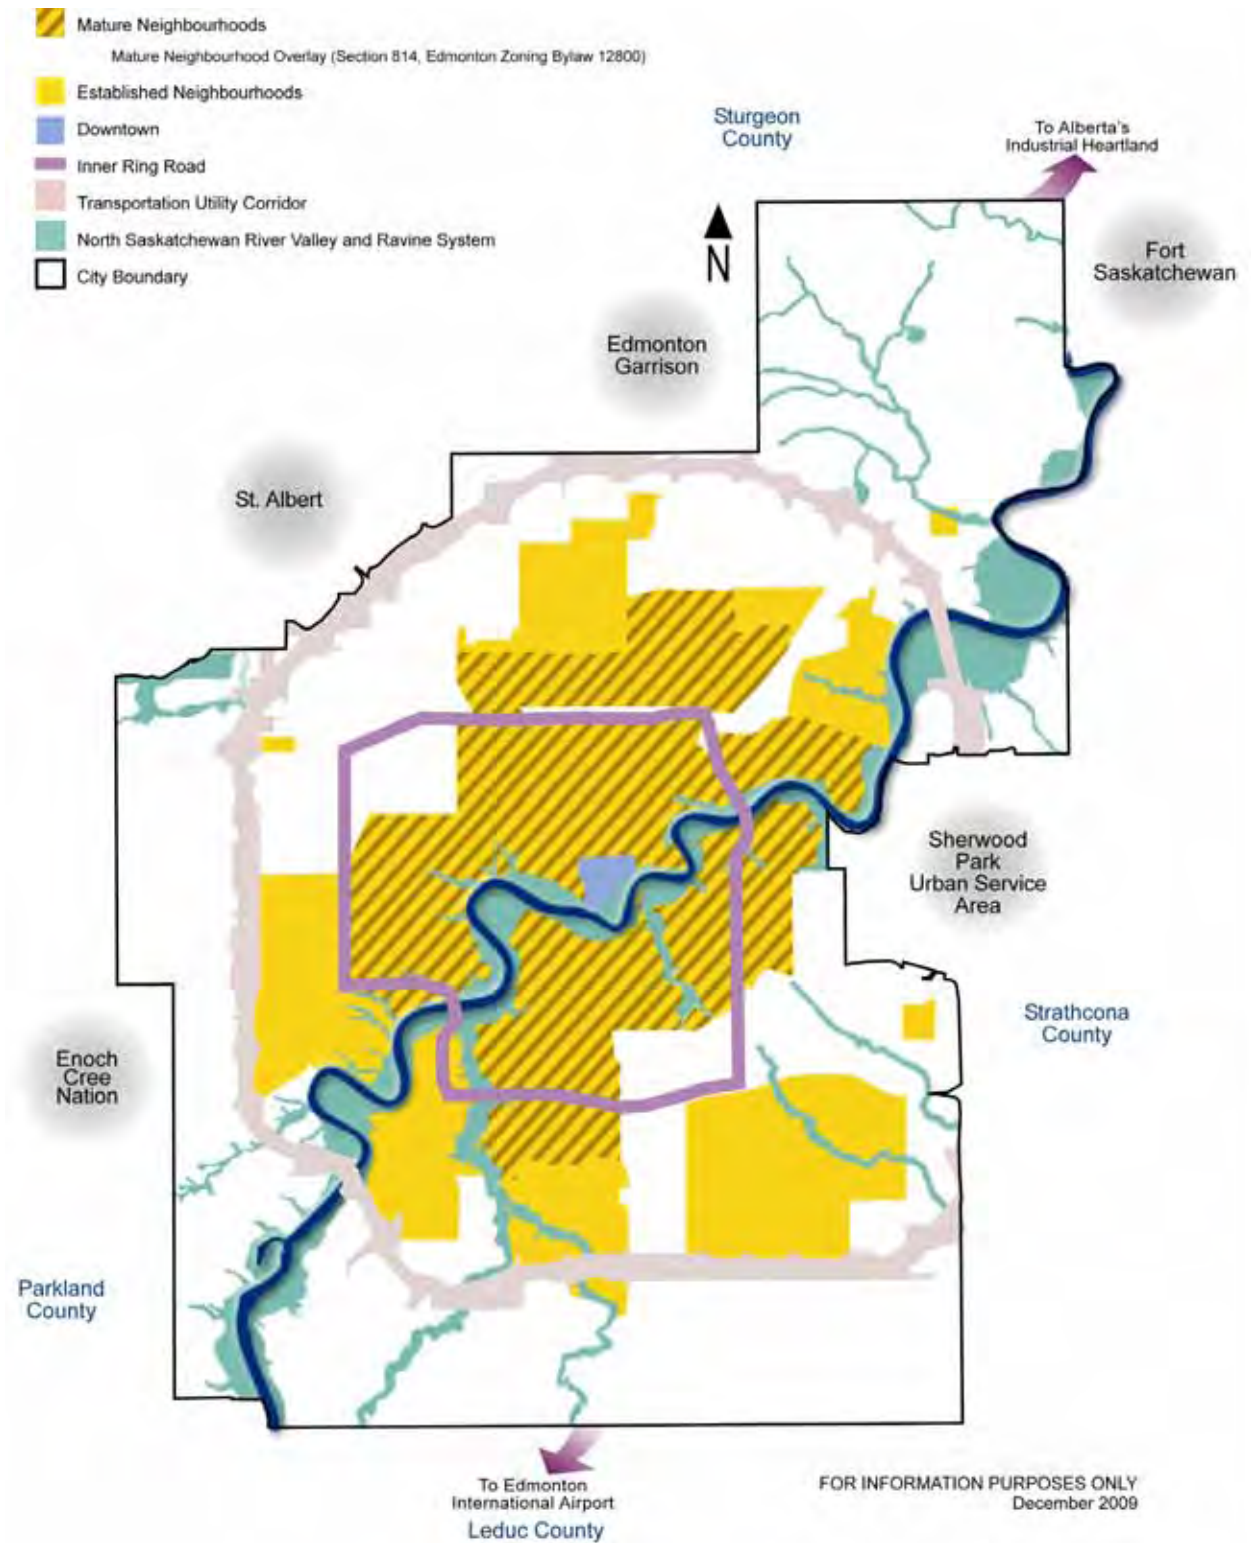 Mature Neighbourhoods
Mature Neighbourhood Overlay (Section 814, Edmonton Zoning Bylaw 12800)
Established Neighbourhoods
Downtown
Inner Ring Road
Transportation Utility Corridor
North Saskatchewan River Valley and Ravine System
City Boundary
Sturgeon
County
To Alberta's
Industrial Heartland
N
Fort
Saskatchewan
Edmonton
Garrison
St. Albert
Sherwood
Park
Urban Service
Area
Strathcona
County
Enoch
Cree
Nation
Parkland
County
To Edmonton
International Airport
Leduc County
FOR INFORMATION PURPOSES ONLY
December 2009